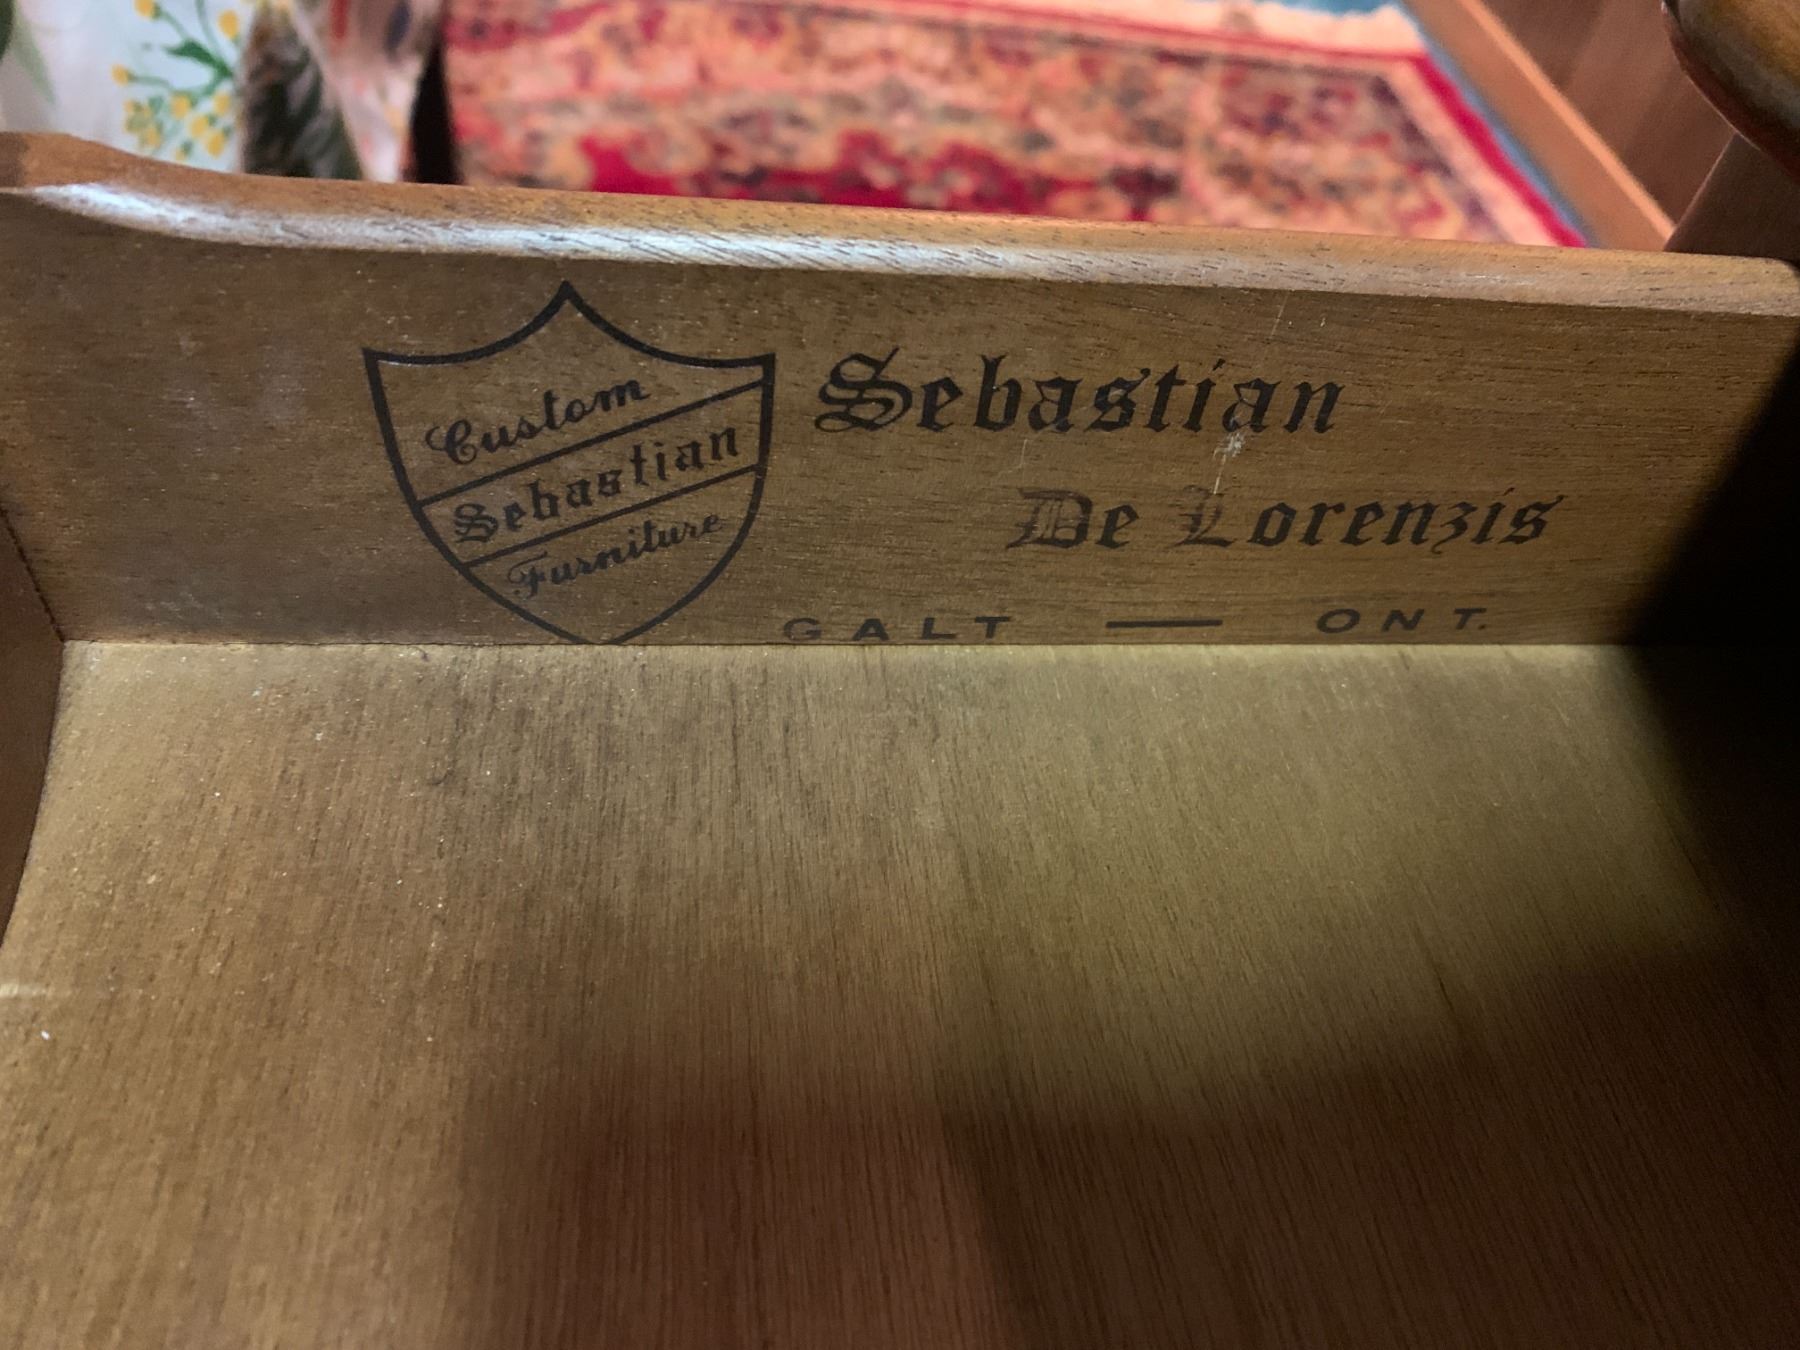 Custom
Sebastian
Furniture
Sebastian
De Lorenzis
GALT — ONT.